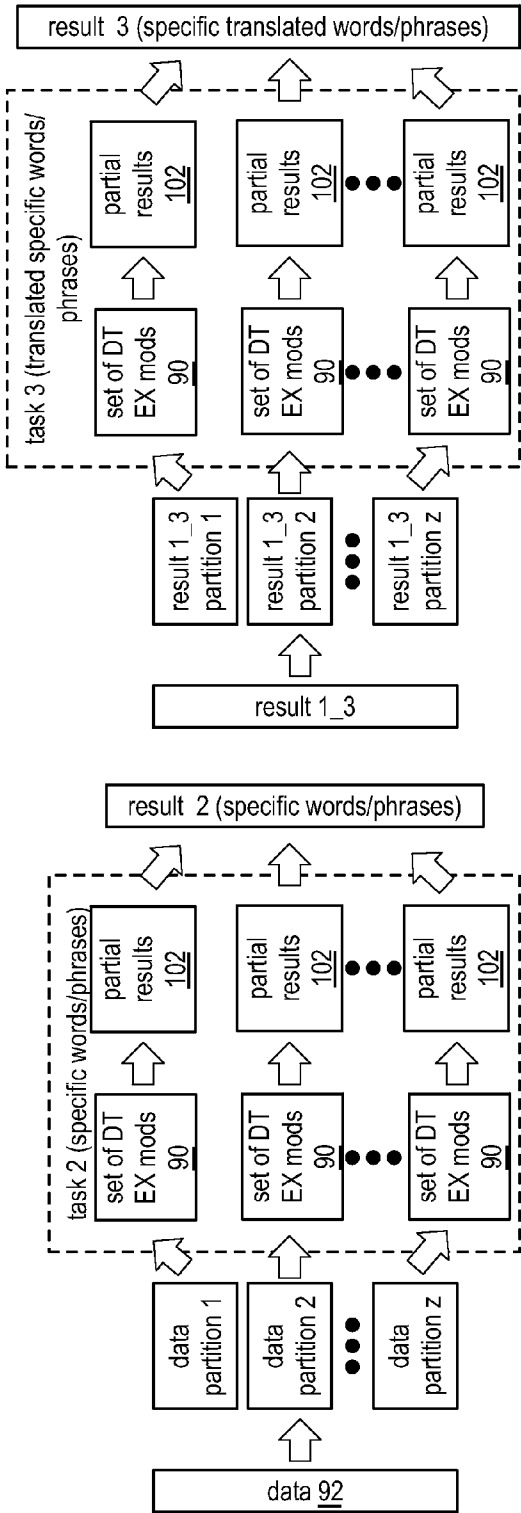 task 2 (specific words/phrases)
data 92
data
partition 1
data
partition 2
data
partition z
set of DT
EX mods
90
set of DT
EX mods
90
set of DT
EX mods
90
partial
results
102
partial
results
102
partial
results
102
result 2 (specific words/phrases)
task 3 (translated specific words/
phrases)
result 1_3
result 1_3
partition 1
result 1_3
partition 2
result 1_3
partition z
set of DT
EX mods
90
set of DT
EX mods
90
set of DT
EX mods
90
partial
results
102
partial
results
102
partial
results
102
result 3 (specific translated words/phrases)